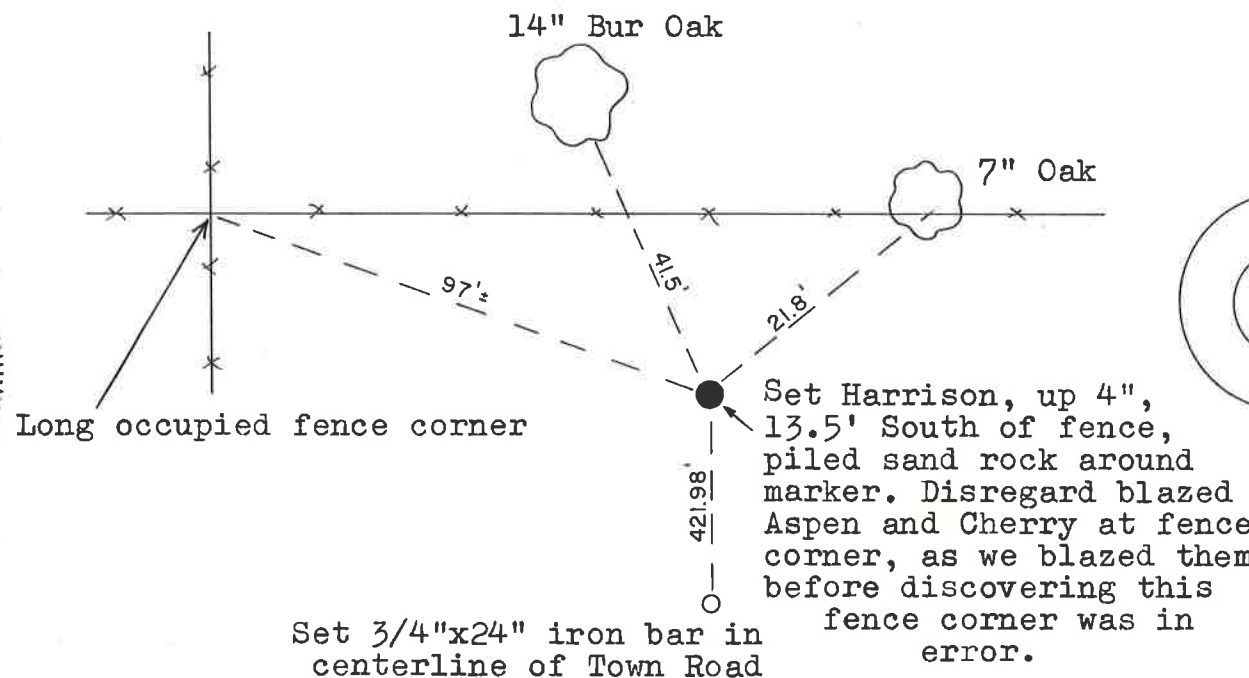 14" Bur Oak
7" Oak
97'±
41.5'
21.8'
Long occupied fence corner
Set Harrison, up 4",
13.5' South of fence,
piled sand rock around
marker. Disregard blazed
Aspen and Cherry at fence
corner, as we blazed them
before discovering this
fence corner was in
error.
421.98'
Set 3/4"x24" iron bar in
centerline of Town Road